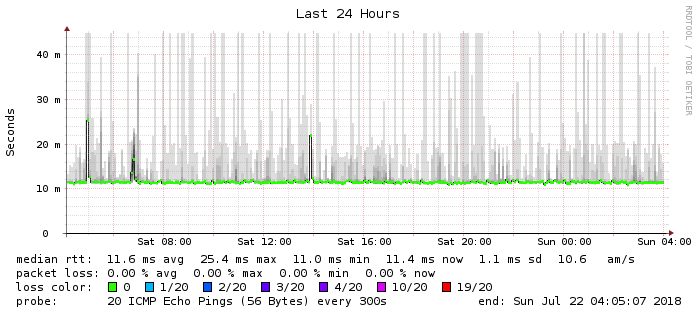 Last 24 Hours
RRDTOOL / TOBI OETIKER
Seconds
40 m
30 m
20 m
10 m
0
Sat 08:00 Sat 12:00 Sat 16:00 Sat 20:00 Sun 00:00 Sun 04:00
median rtt: 11.6 ms avg 25.4 ms max 11.0 ms min 11.4 ms now 1.1 ms sd 10.6 am/s
packet loss: 0.00 % avg 0.00 % max 0.00 % min 0.00 % now
loss color: 0 1/20 2/20 3/20 4/20 10/20 19/20
probe: 20 ICMP Echo Pings (56 Bytes) every 300s end: Sun Jul 22 04:05:07 2018